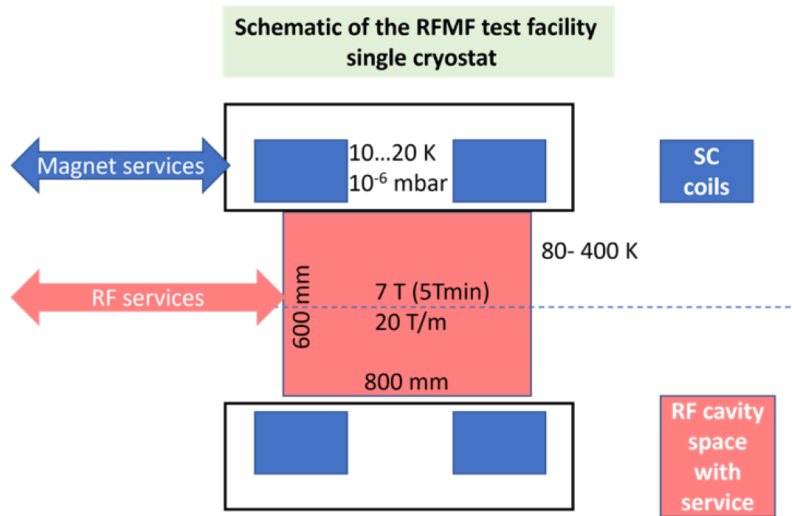 Schematic of the RFMF test facility
single cryostat
Magnet services
10...20 K
10⁻⁶ mbar
SC
coils
80- 400 K
RF services
600 mm
7 T (5Tmin)
20 T/m
800 mm
RF cavity
space
with
service